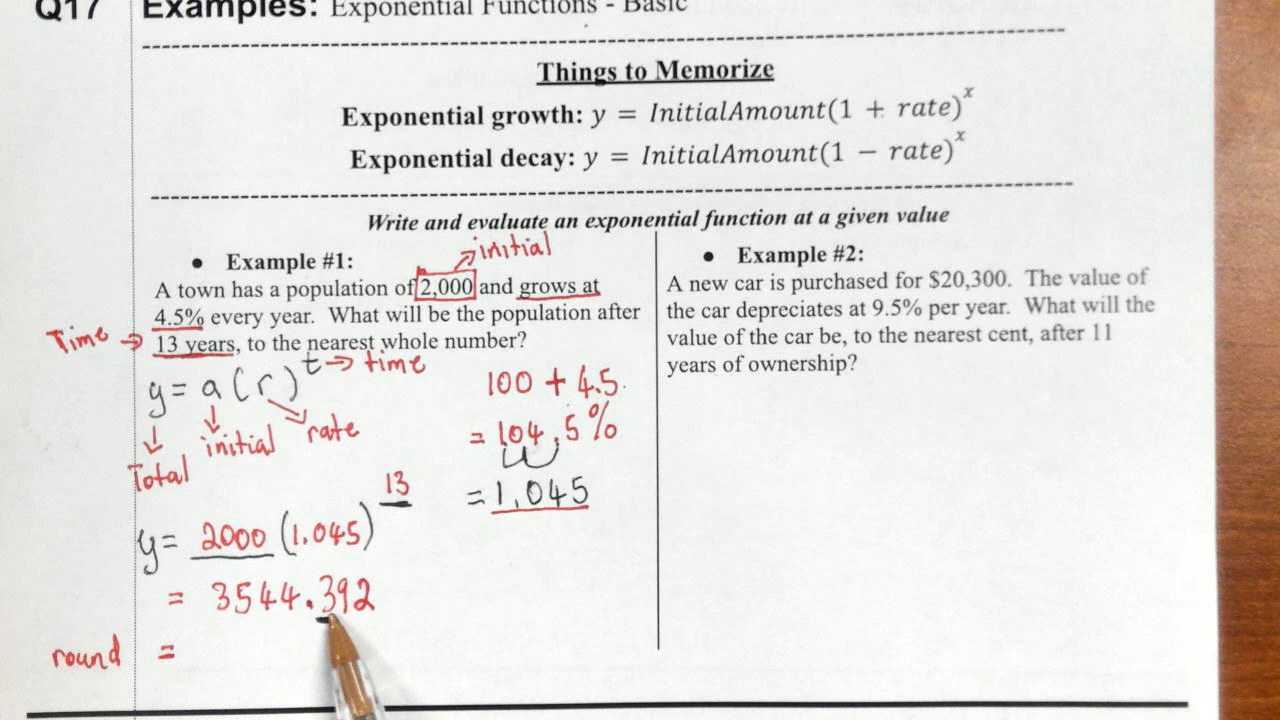 Q17 Examples: Exponential Functions - Basic
Things to Memorize
Exponential growth: y = InitialAmount(1 + rate)^x
Exponential decay: y = InitialAmount(1 − rate)^x
Write and evaluate an exponential function at a given value
• Example #1:
initial
A town has a population of 2,000 and grows at
4.5% every year. What will be the population after
Time → 13 years, to the nearest whole number?
y = a(r)^t → time
Total
initial
rate
100 + 4.5
= 104.5%
= 1.045
y = 2000 (1.045)^13
= 3544.392
round =
• Example #2:
A new car is purchased for $20,300. The value of
the car depreciates at 9.5% per year. What will the
value of the car be, to the nearest cent, after 11
years of ownership?